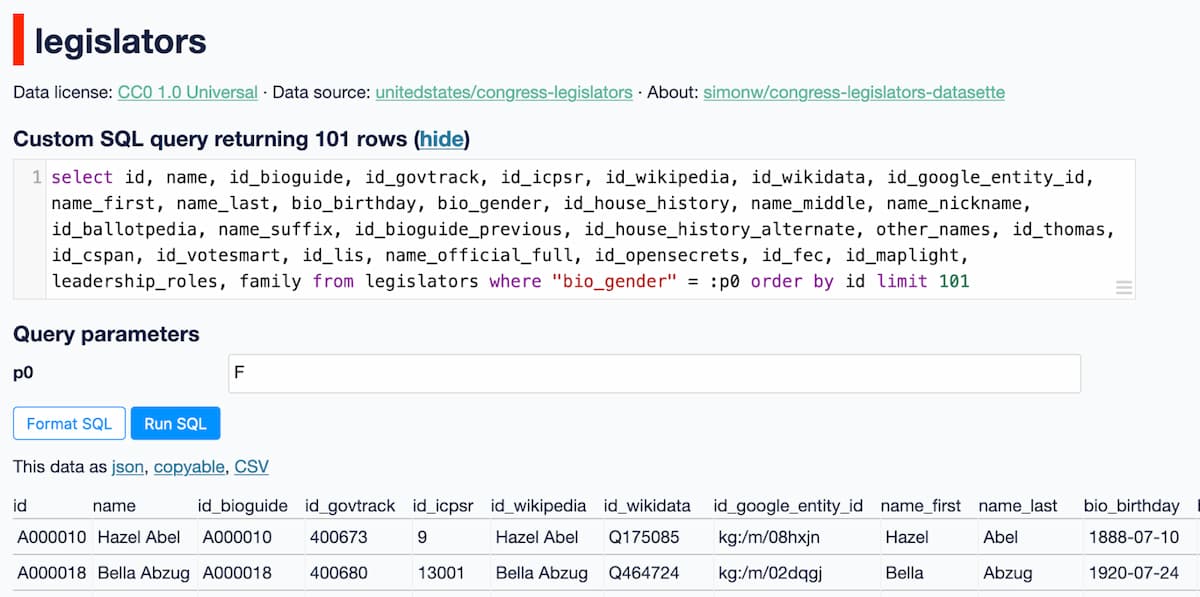 legislators
Data license: CC0 1.0 Universal · Data source: unitedstates/congress-legislators · About: simonw/congress-legislators-datasette
Custom SQL query returning 101 rows (hide)
1 select id, name, id_bioguide, id_govtrack, id_icpsr, id_wikipedia, id_wikidata, id_google_entity_id,
name_first, name_last, bio_birthday, bio_gender, id_house_history, name_middle, name_nickname,
id_ballotpedia, name_suffix, id_bioguide_previous, id_house_history_alternate, other_names, id_thomas,
id_cspan, id_votesmart, id_lis, name_official_full, id_opensecrets, id_fec, id_maplight,
leadership_roles, family from legislators where "bio_gender" = :p0 order by id limit 101
Query parameters
p0 F
Format SQL Run SQL
This data as json, copyable, CSV
id name id_bioguide id_govtrack id_icpsr id_wikipedia id_wikidata id_google_entity_id name_first name_last bio_birthday
A000010 Hazel Abel A000010 400673 9 Hazel Abel Q175085 kg:/m/08hxjn Hazel Abel 1888-07-10
A000018 Bella Abzug A000018 400680 13001 Bella Abzug Q464724 kg:/m/02dqgj Bella Abzug 1920-07-24